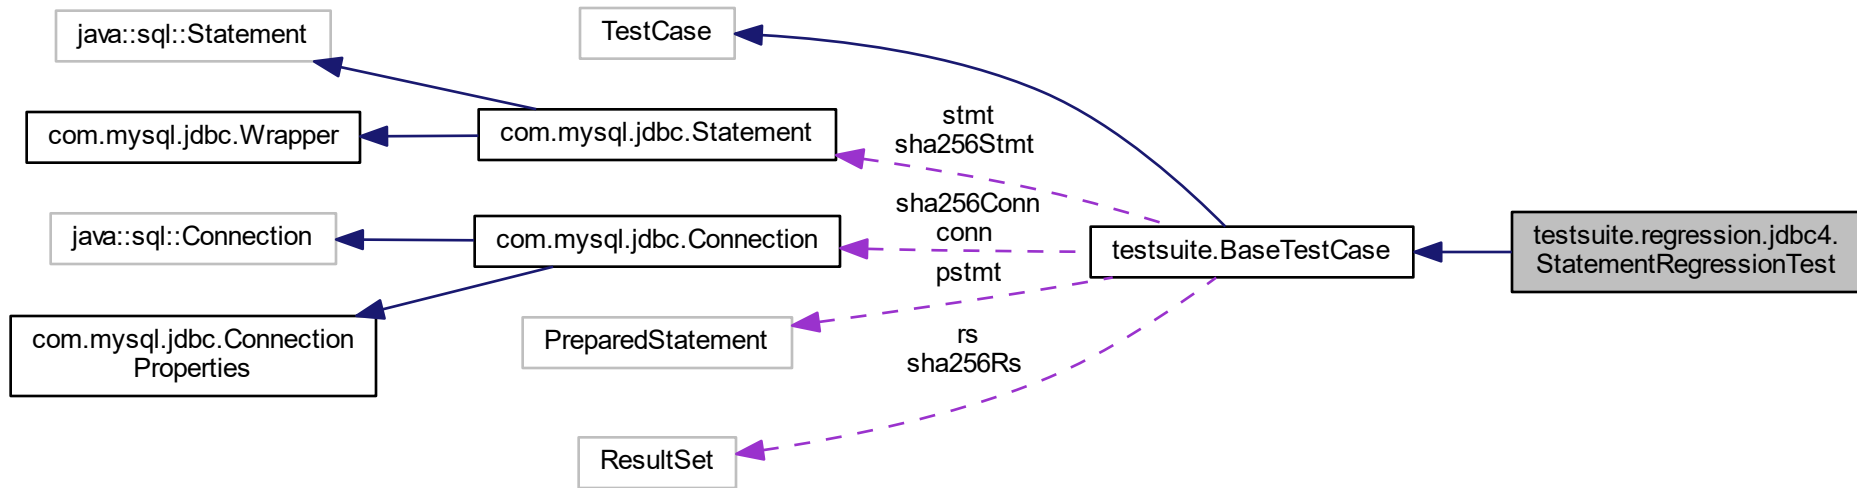 java::sql::Statement
TestCase
com.mysql.jdbc.Wrapper
com.mysql.jdbc.Statement
stmt
sha256Stmt
java::sql::Connection
com.mysql.jdbc.Connection
sha256Conn
conn
testsuite.BaseTestCase
testsuite.regression.jdbc4.
StatementRegressionTest
com.mysql.jdbc.Connection
Properties
PreparedStatement
pstmt
rs
sha256Rs
ResultSet